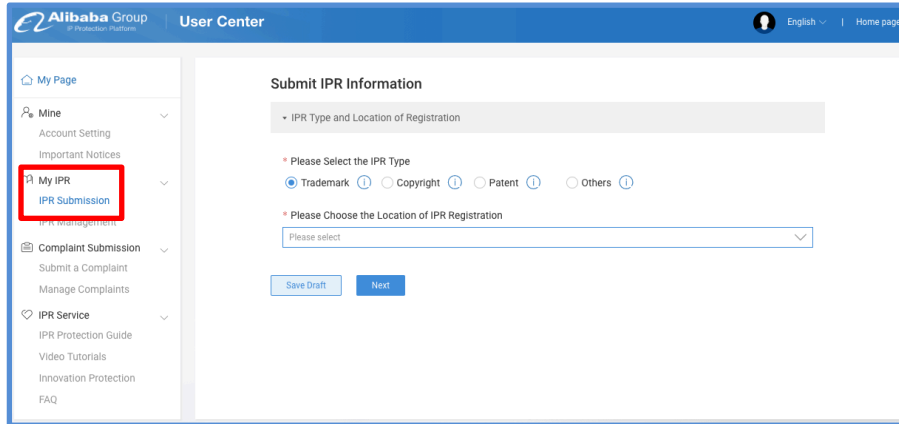 Alibaba Group
IP Protection Platform
User Center
English
Home page
My Page
Mine
Account Setting
Important Notices
My IPR
IPR Submission
IPR Management
Complaint Submission
Submit a Complaint
Manage Complaints
IPR Service
IPR Protection Guide
Video Tutorials
Innovation Protection
FAQ
Submit IPR Information
IPR Type and Location of Registration
* Please Select the IPR Type
Trademark Copyright Patent Others
* Please Choose the Location of IPR Registration
Please select
Save Draft Next